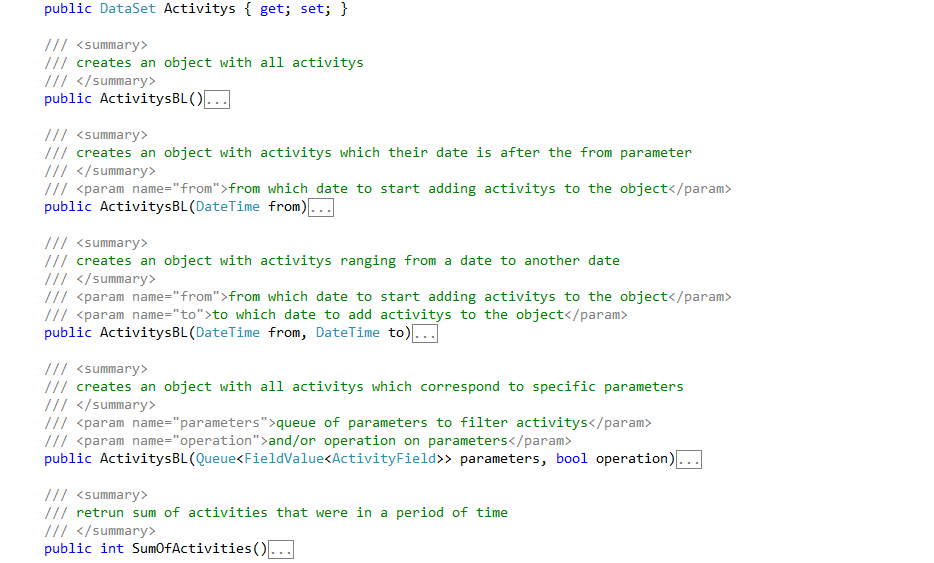 public DataSet Activitys { get; set; }
/// <summary>
/// creates an object with all activitys
/// </summary>
public ActivitysBL()...
/// <summary>
/// creates an object with activitys which their date is after the from parameter
/// </summary>
/// <param name="from">from which date to start adding activitys to the object</param>
public ActivitysBL(DateTime from)...
/// <summary>
/// creates an object with activitys ranging from a date to another date
/// </summary>
/// <param name="from">from which date to start adding activitys to the object</param>
/// <param name="to">to which date to add activitys to the object</param>
public ActivitysBL(DateTime from, DateTime to)...
/// <summary>
/// creates an object with all activitys which correspond to specific parameters
/// </summary>
/// <param name="parameters">queue of parameters to filter activitys</param>
/// <param name="operation">and/or operation on parameters</param>
public ActivitysBL(Queue<FieldValue<ActivityField>> parameters, bool operation)...
/// <summary>
/// retrun sum of activities that were in a period of time
/// </summary>
public int SumOfActivities()...